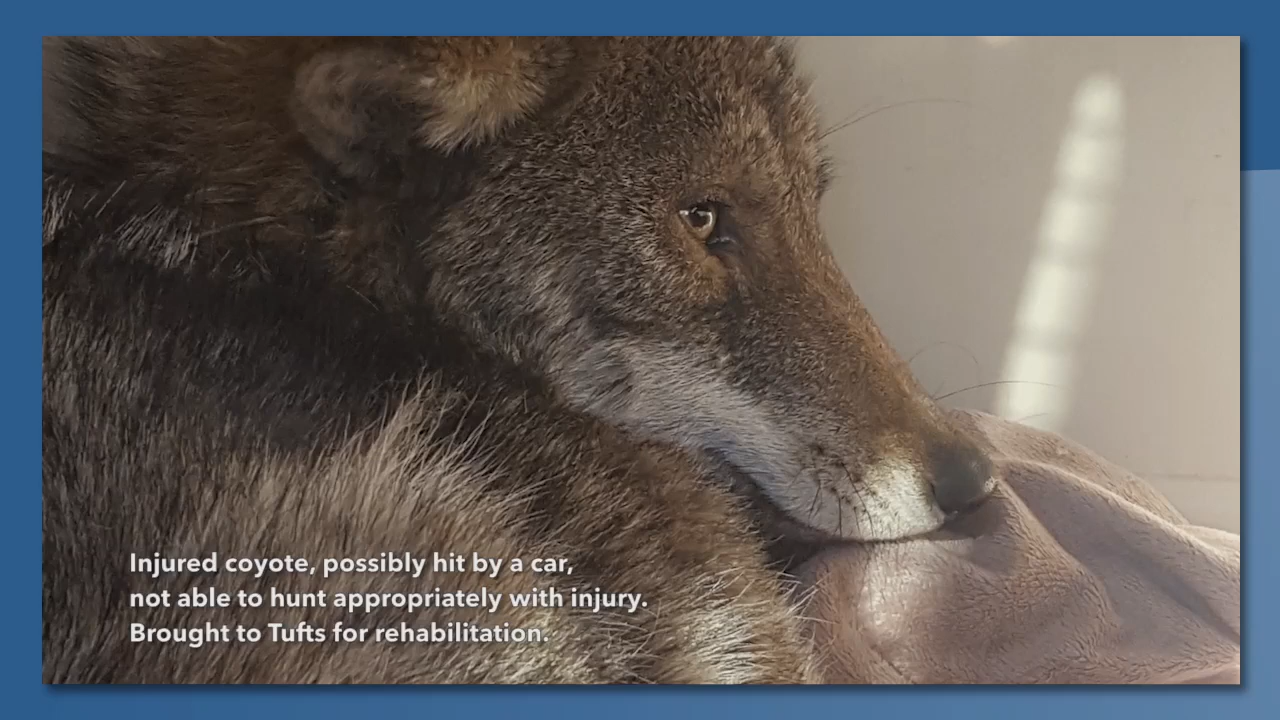 Injured coyote, possibly hit by a car,
not able to hunt appropriately with injury.
Brought to Tufts for rehabilitation.